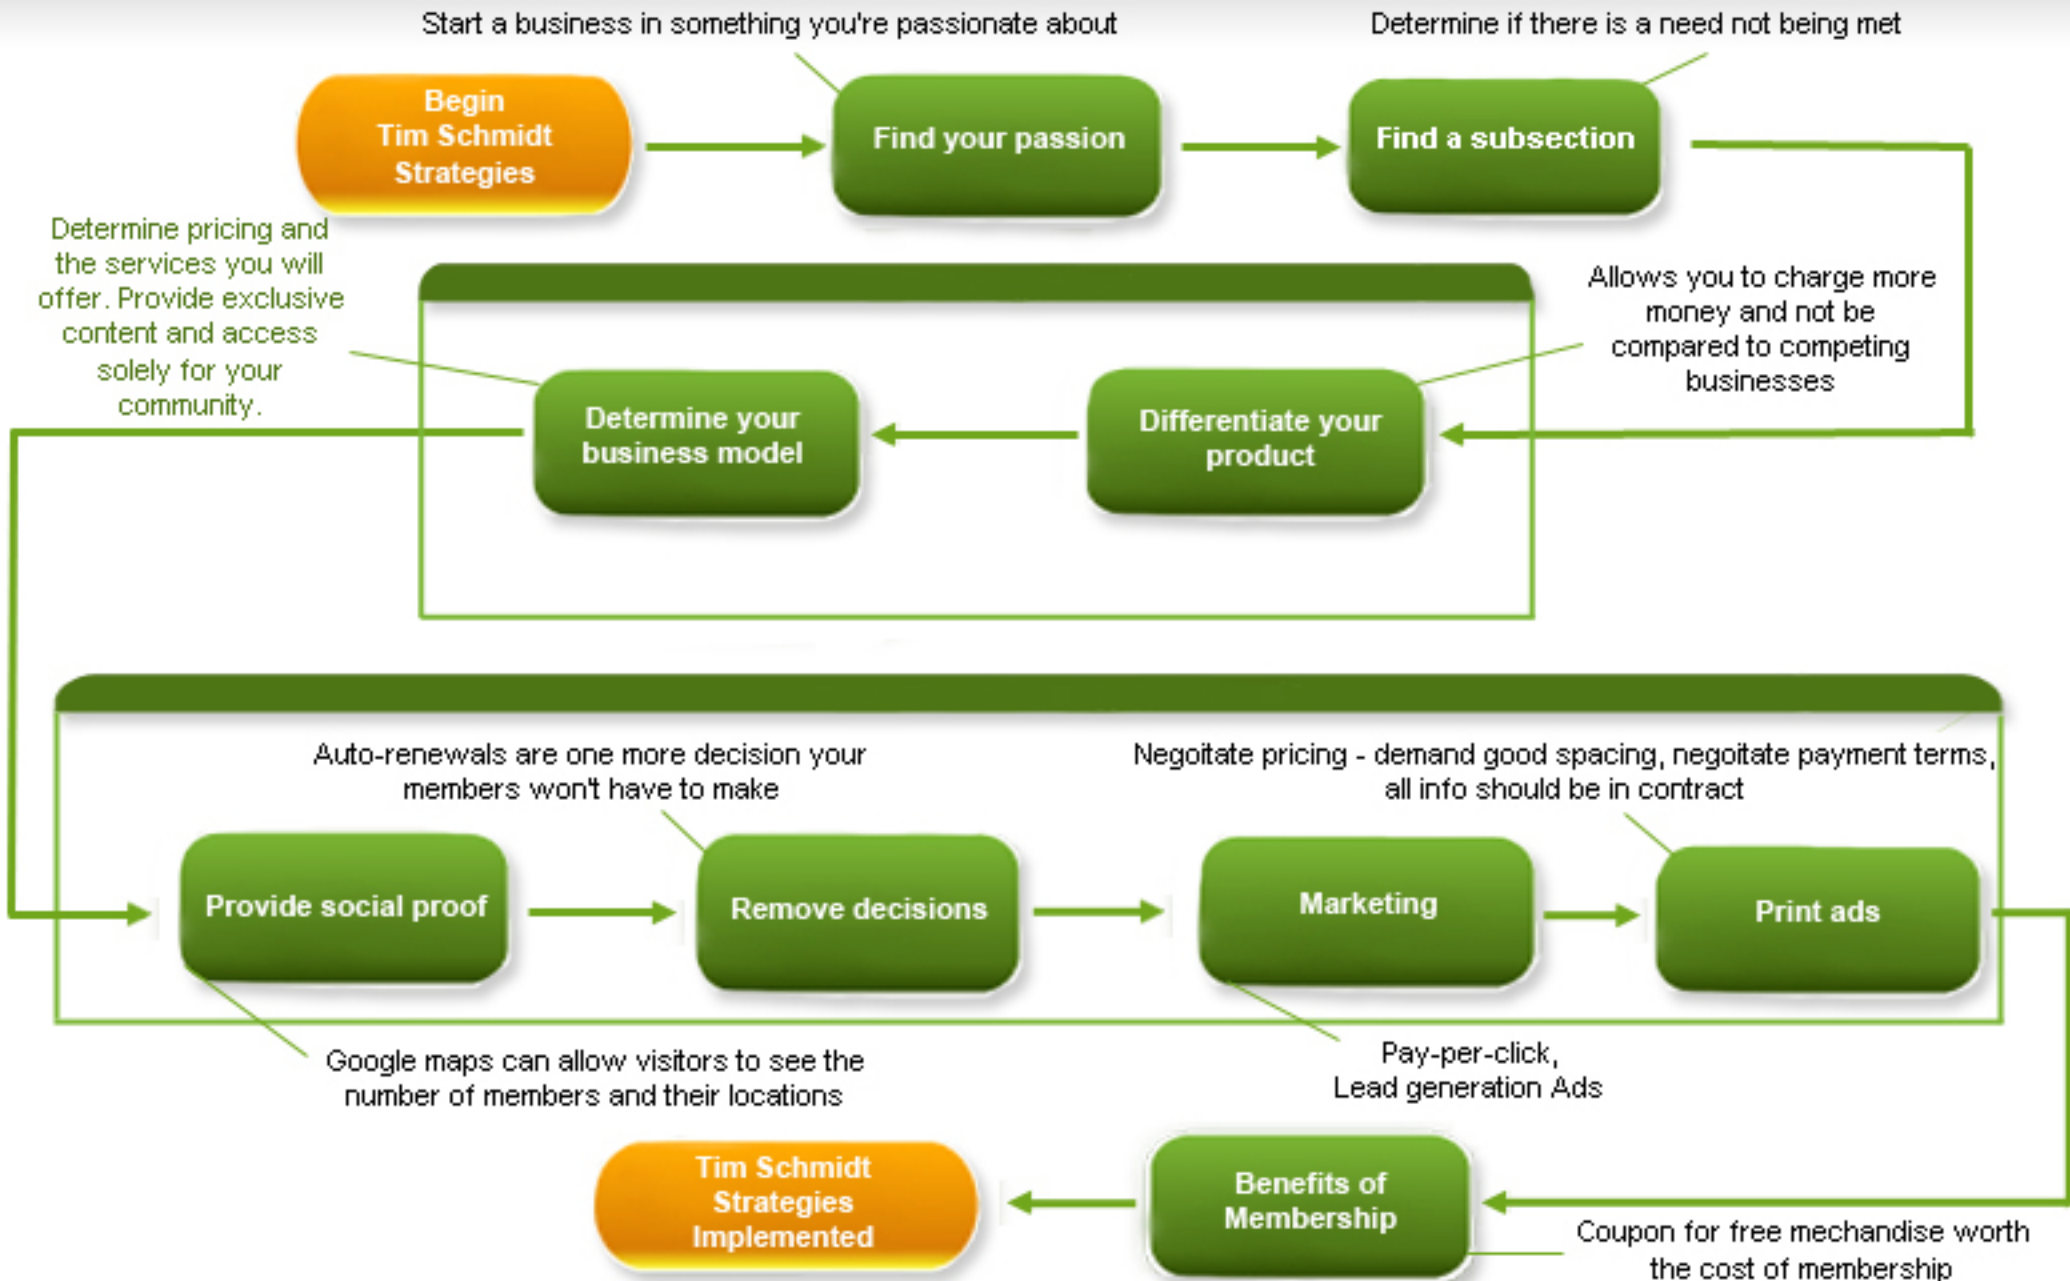 Start a business in something you're passionate about
Determine if there is a need not being met
Begin
Tim Schmidt
Strategies
Find your passion
Find a subsection
Determine pricing and
the services you will
offer. Provide exclusive
content and access
solely for your
community.
Allows you to charge more
money and not be
compared to competing
businesses
Differentiate your
product
Determine your
business model
Auto-renewals are one more decision your
members won't have to make
Negoitate pricing - demand good spacing, negoitate payment terms,
all info should be in contract
Provide social proof
Remove decisions
Marketing
Print ads
Google maps can allow visitors to see the
number of members and their locations
Pay-per-click,
Lead generation Ads
Benefits of
Membership
Coupon for free mechandise worth
the cost of membership
Tim Schmidt
Strategies
Implemented